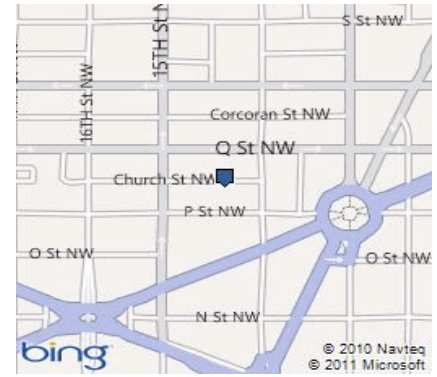 S St NW
15TH St N
16TH St NW
Corcoran St NW
Q St NW
Church St NW
P St NW
O St NW
O St NW
N St NW
bing
© 2010 Navteq
© 2011 Microsoft